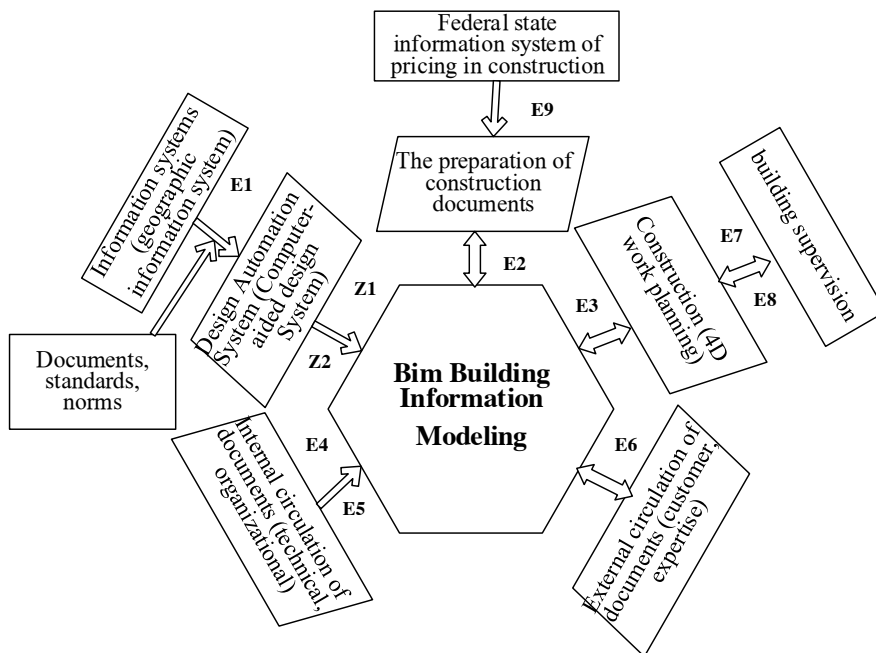 Federal state
information system of
pricing in construction
E9
The preparation of
construction
documents
E2
Information systems
(geographic
information system)
E1
Documents,
standards,
norms
Design Automation
System (Computer-
aided design
System)
Z1
Z2
Bim Building
Information
Modeling
E3
Construction (4D
work planning)
E7
E8
building supervision
Internal circulation of
documents (technical,
organizational)
E4
E5
E6
External circulation of
documents (customer,
expertise)